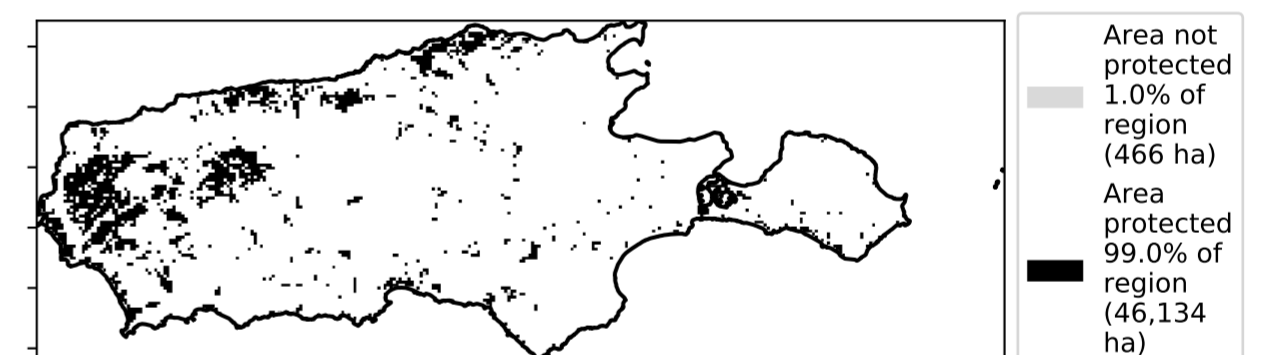 Area not
protected
1.0% of
region
(466 ha)
Area
protected
99.0% of
region
(46,134
ha)